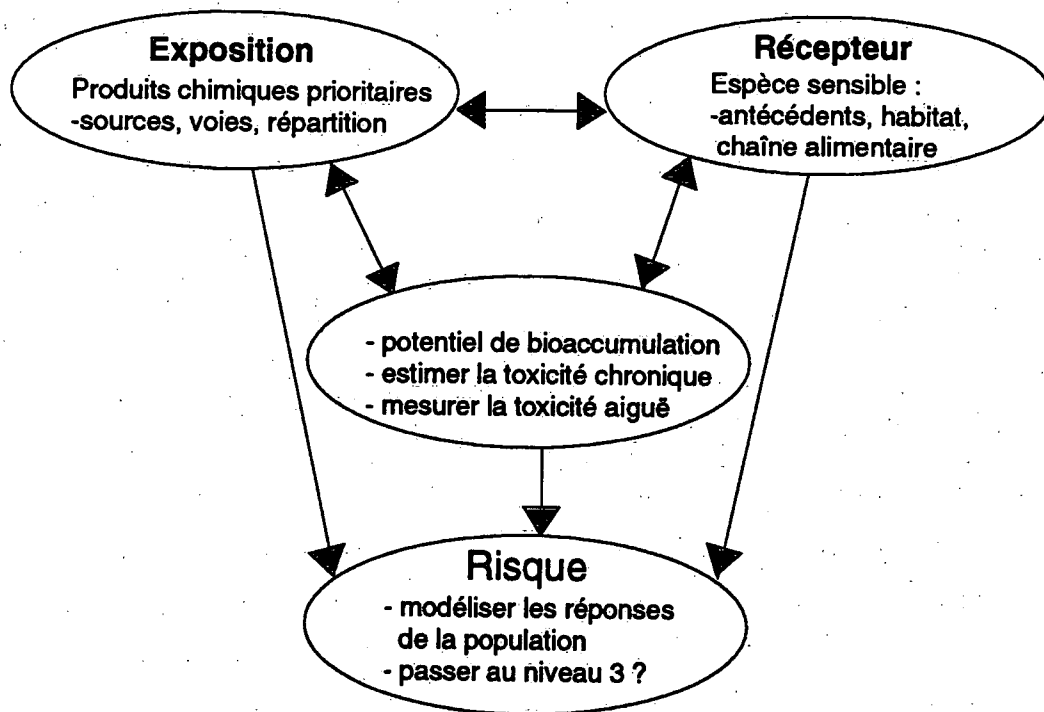 Exposition
Produits chimiques prioritaires
-sources, voies, répartition
Récepteur
Espèce sensible :
-antécédents, habitat,
chaîne alimentaire
- potentiel de bioaccumulation
- estimer la toxicité chronique
- mesurer la toxicité aiguë
Risque
- modéliser les réponses
de la population
- passer au niveau 3 ?